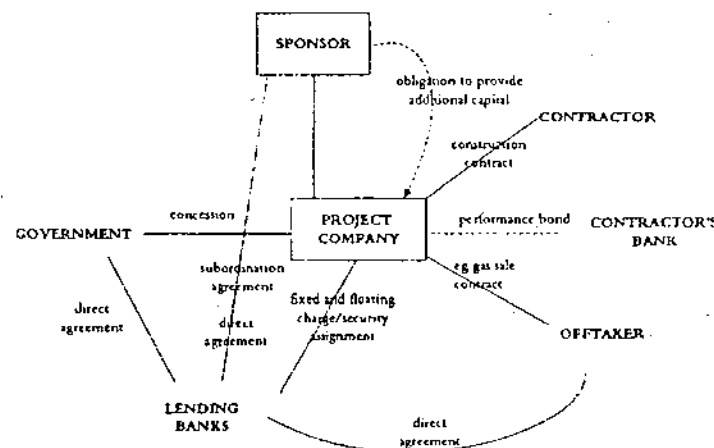 SPONSOR
obligation to provide
additional capital
CONTRACTOR
construction
contract
concession
PROJECT
COMPANY
performance bond
CONTRACTOR'S
BANK
GOVERNMENT
eg gas sale
contract
subordination
agreement
fixed and floating
charge/security
assignment
direct
agreement
direct
agreement
OFFTAKER
LENDING
BANKS
direct
agreement